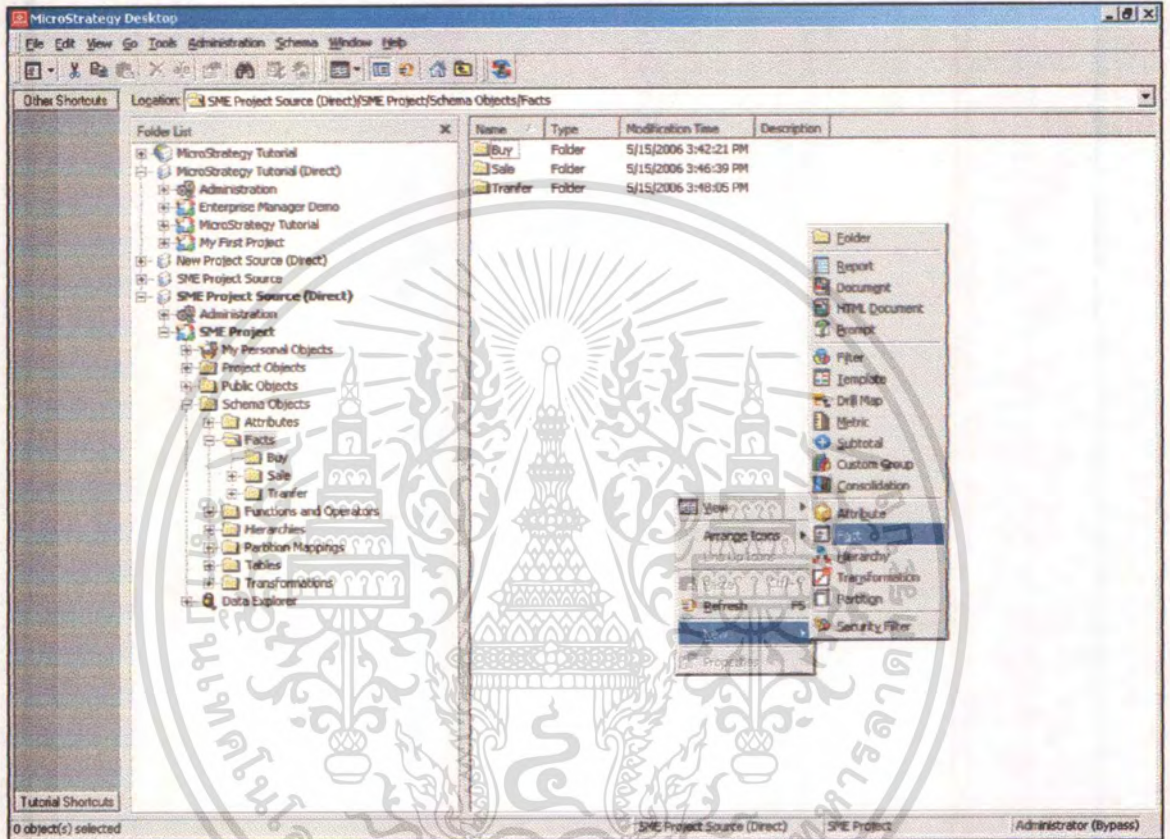 MicroStrategy Desktop
File Edit View Go Tools Administration Schema Window Help
Other Shortcuts
Location: SME Project Source (Direct)/SME Project/Schema Objects/Facts
Folder List
MicroStrategy Tutorial
MicroStrategy Tutorial (Direct)
Administration
Enterprise Manager Demo
MicroStrategy Tutorial
My First Project
New Project Source (Direct)
SME Project Source
SME Project Source (Direct)
Administration
SME Project
My Personal Objects
Project Objects
Public Objects
Schema Objects
Attributes
Facts
Buy
Sale
Tranfer
Functions and Operators
Hierarchies
Partition Mappings
Tables
Transformations
Data Explorer
Name Type Modification Time Description
Buy Folder 5/15/2006 3:42:21 PM
Sale Folder 5/15/2006 3:46:39 PM
Tranfer Folder 5/15/2006 3:48:05 PM
View
Arrange Icons
Line Up Icons
Refresh F5
New
Properties
Folder
Report
Document
HTML Document
Prompt
Filter
Template
Drill Map
Metric
Subtotal
Custom Group
Consolidation
Attribute
Fact
Hierarchy
Transformation
Partition
Security Filter
Tutorial Shortcuts
0 object(s) selected
SME Project Source (Direct)
SME Project
Administrator (Bypass)